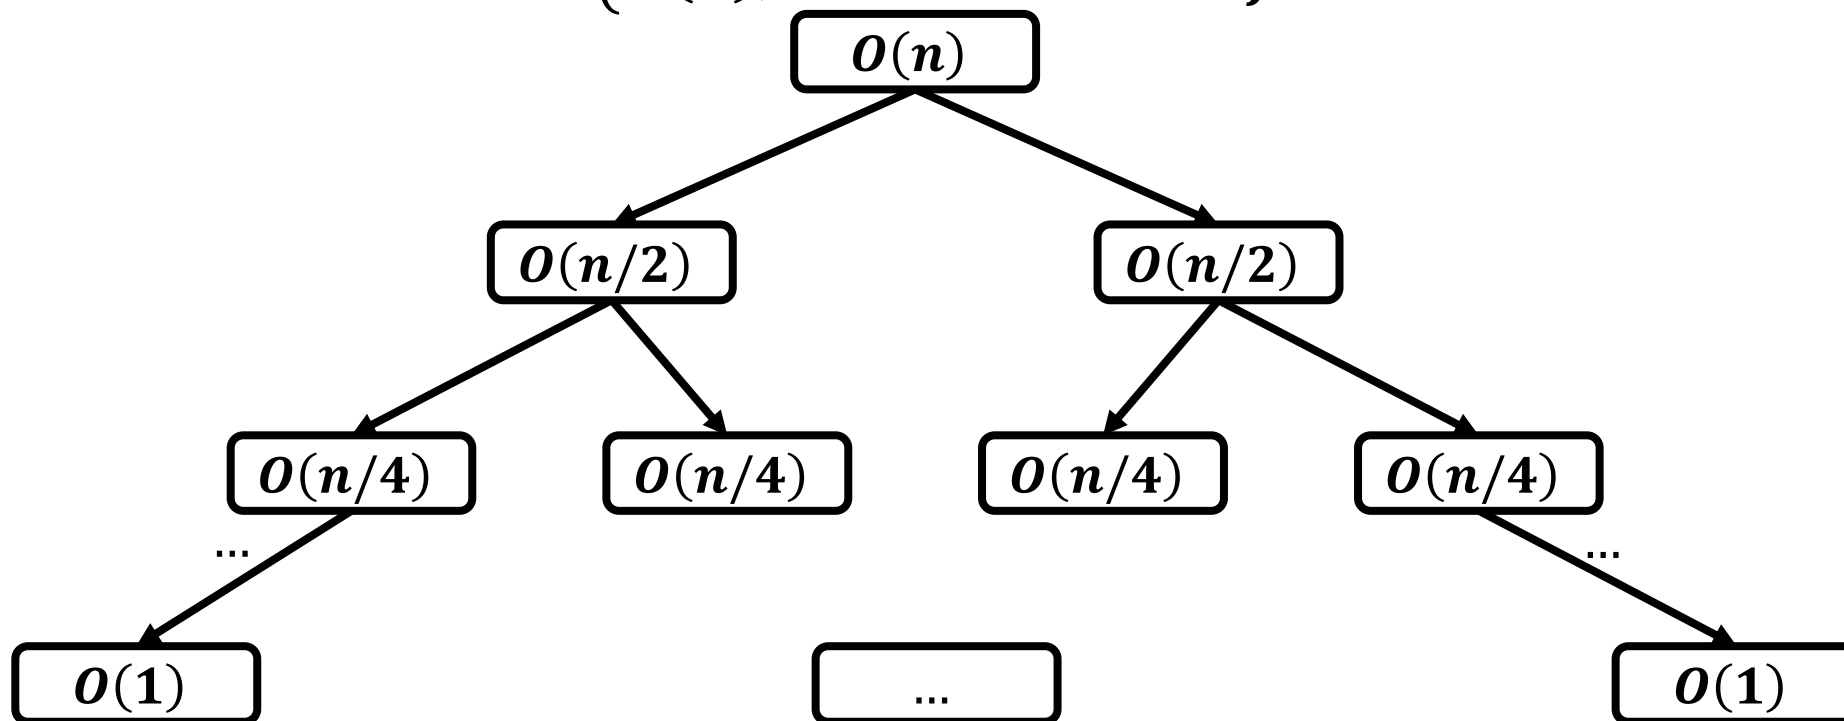 O(n)
O(n/2) O(n/2)
O(n/4) O(n/4) O(n/4) O(n/4)
... ...
O(1) ... O(1)